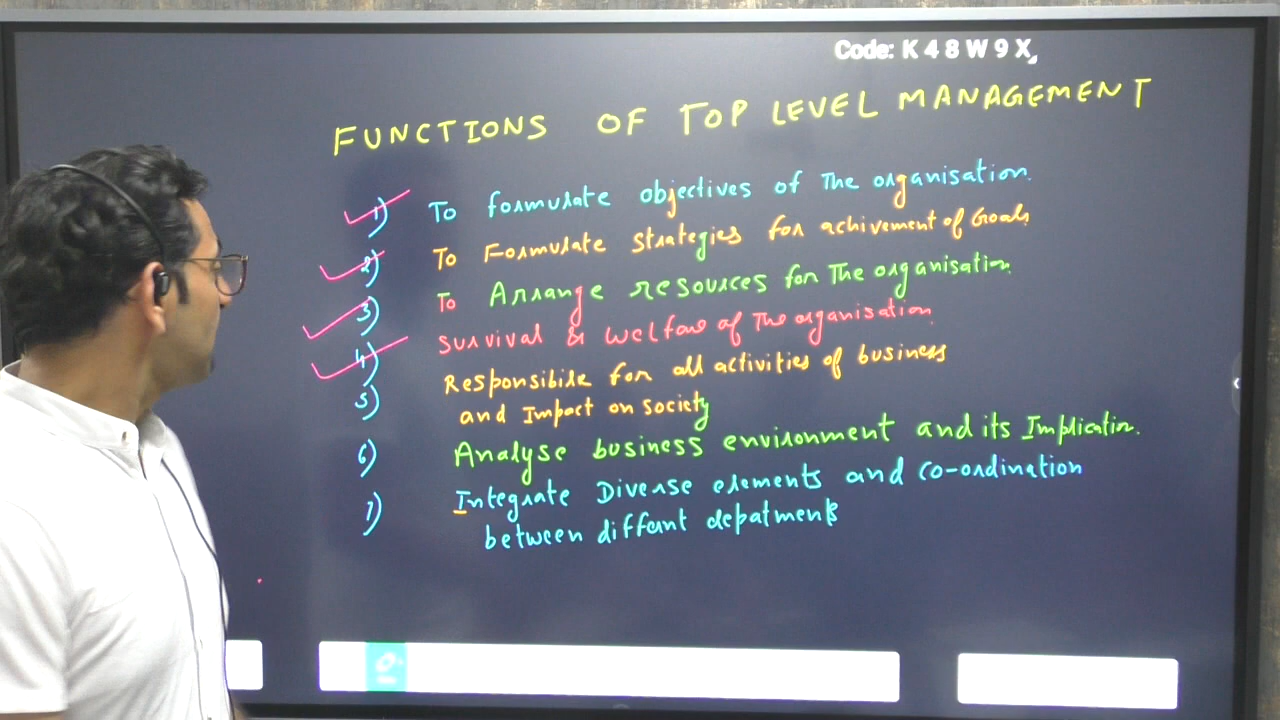 Code: K 4 8 W 9 X
FUNCTIONS OF TOP LEVEL MANAGEMENT
1) To formulate objectives of The organisation.
2) To Formulate strategies for achivement of Goals
3) To Arrange resources for The organisation.
4) Survival & welfare of The organisation.
5) Responsibile for all activities of business
and Impact on society
6) Analyse business environment and its Implication.
7) Integrate Diverse elements and co-ordination
between diffrent depatments